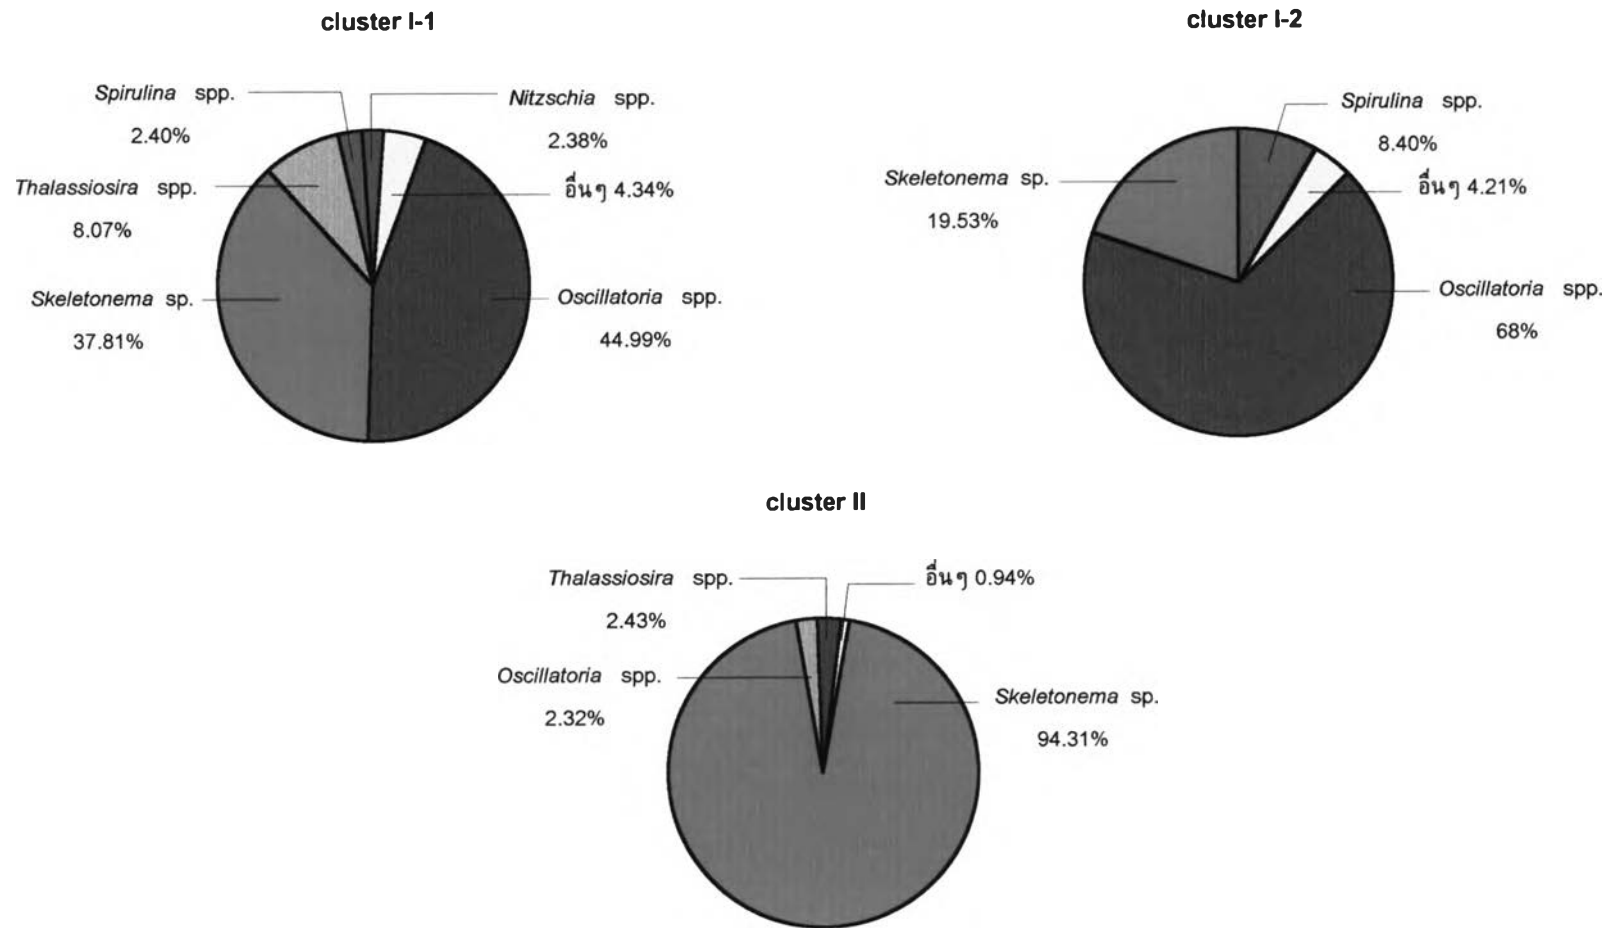 cluster I-1
Spirulina spp.
2.40%
Nitzschia spp.
2.38%
Thalassiosira spp.
8.07%
อื่นๆ 4.34%
Skeletonema sp.
37.81%
Oscillatoria spp.
44.99%
cluster I-2
Spirulina spp.
8.40%
Skeletonema sp.
19.53%
อื่นๆ 4.21%
Oscillatoria spp.
68%
cluster II
Thalassiosira spp.
2.43%
อื่นๆ 0.94%
Oscillatoria spp.
2.32%
Skeletonema sp.
94.31%